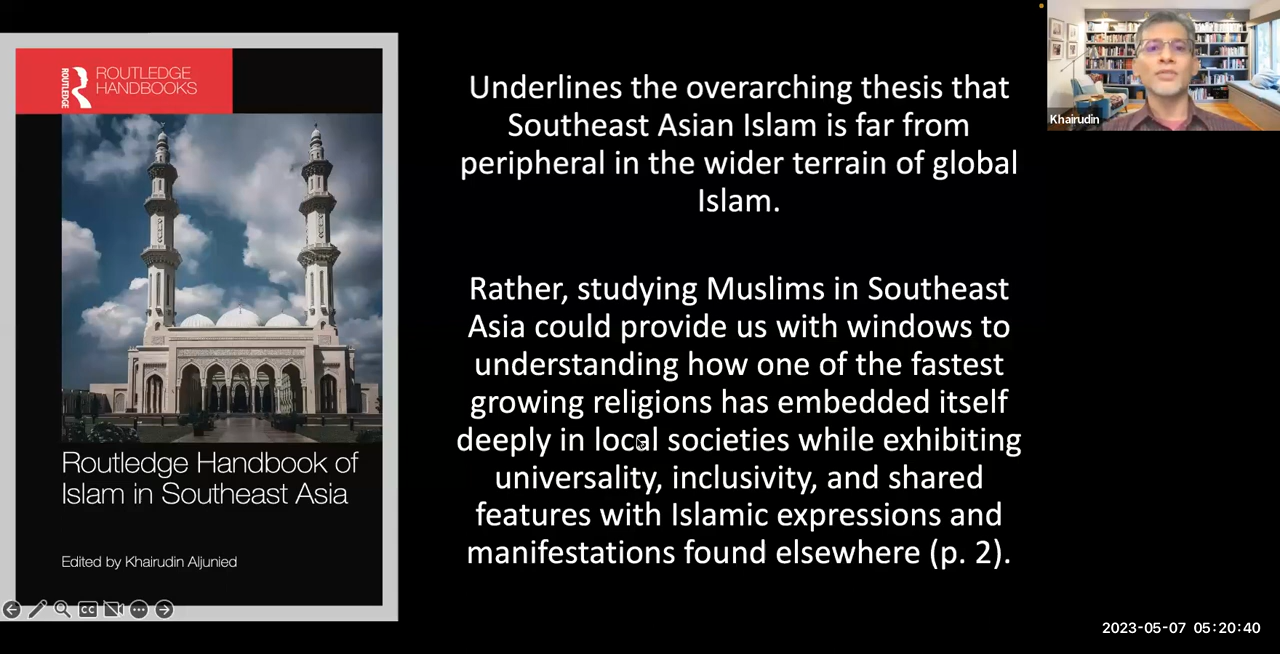 ROUTLEDGE
ROUTLEDGE
HANDBOOKS
Routledge Handbook of
Islam in Southeast Asia
Edited by Khairudin Aljunied
CC
Underlines the overarching thesis that
Southeast Asian Islam is far from
peripheral in the wider terrain of global
Islam.
Rather, studying Muslims in Southeast
Asia could provide us with windows to
understanding how one of the fastest
growing religions has embedded itself
deeply in local societies while exhibiting
universality, inclusivity, and shared
features with Islamic expressions and
manifestations found elsewhere (p. 2).
Khairudin
2023-05-07 05:20:40